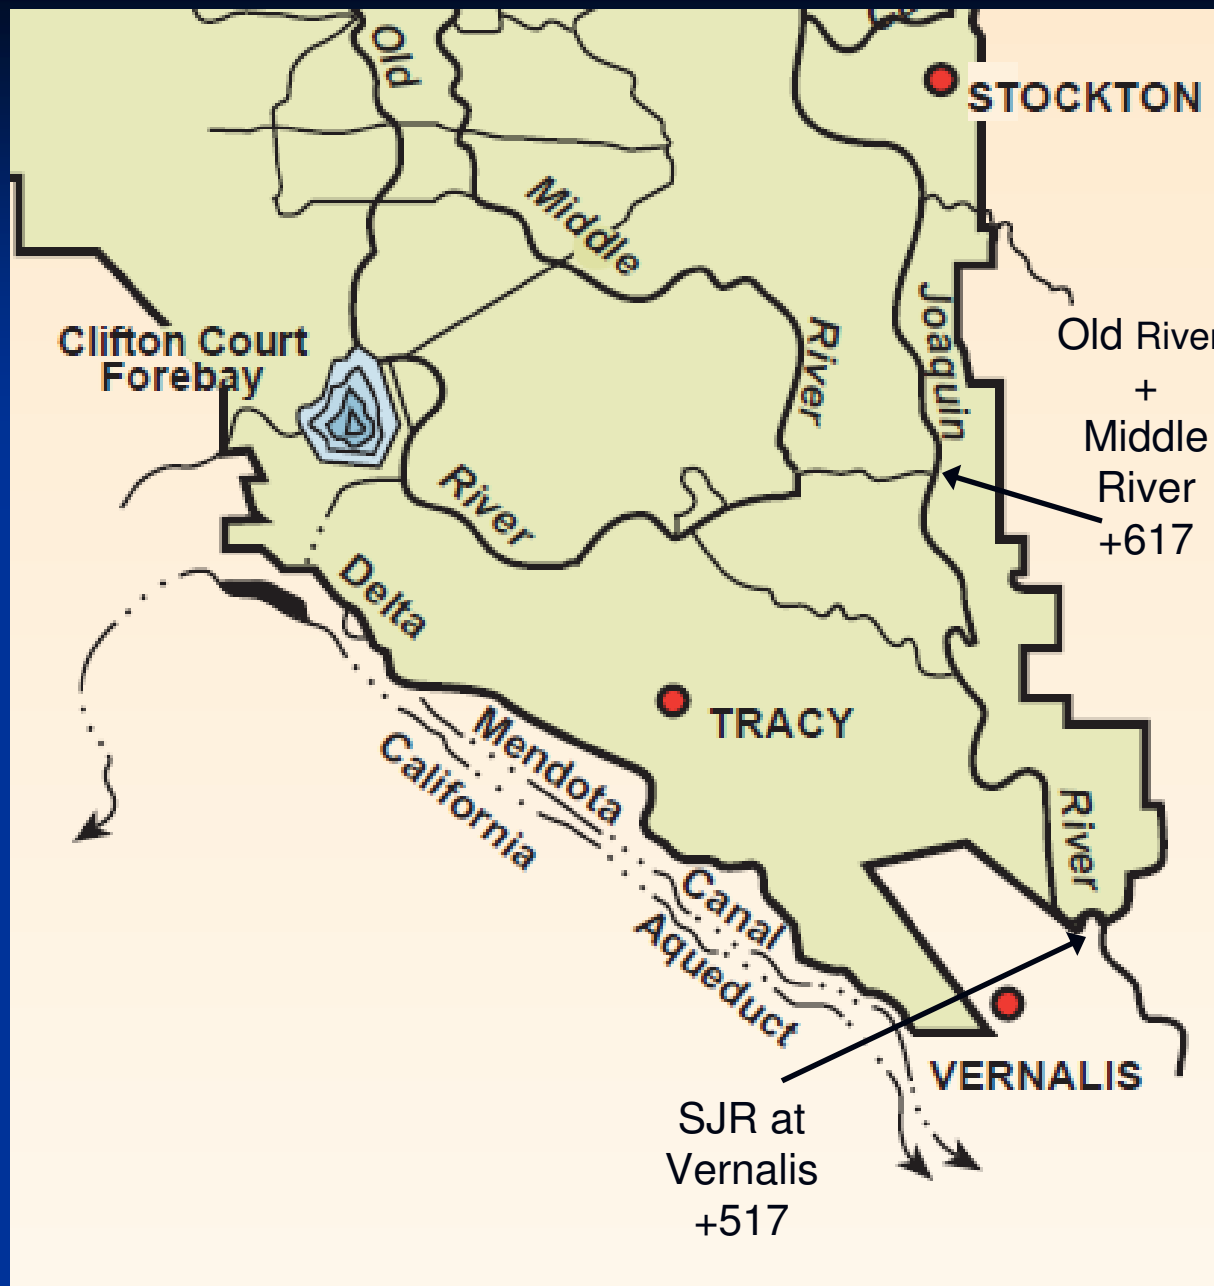 Old
STOCKTON
Middle
Clifton Court
Forebay
River
Joaquin
Old River
+
Middle
River
+617
River
Delta
TRACY
Mendota
California
River
Canal
Aqueduct
VERNALIS
SJR at
Vernalis
+517